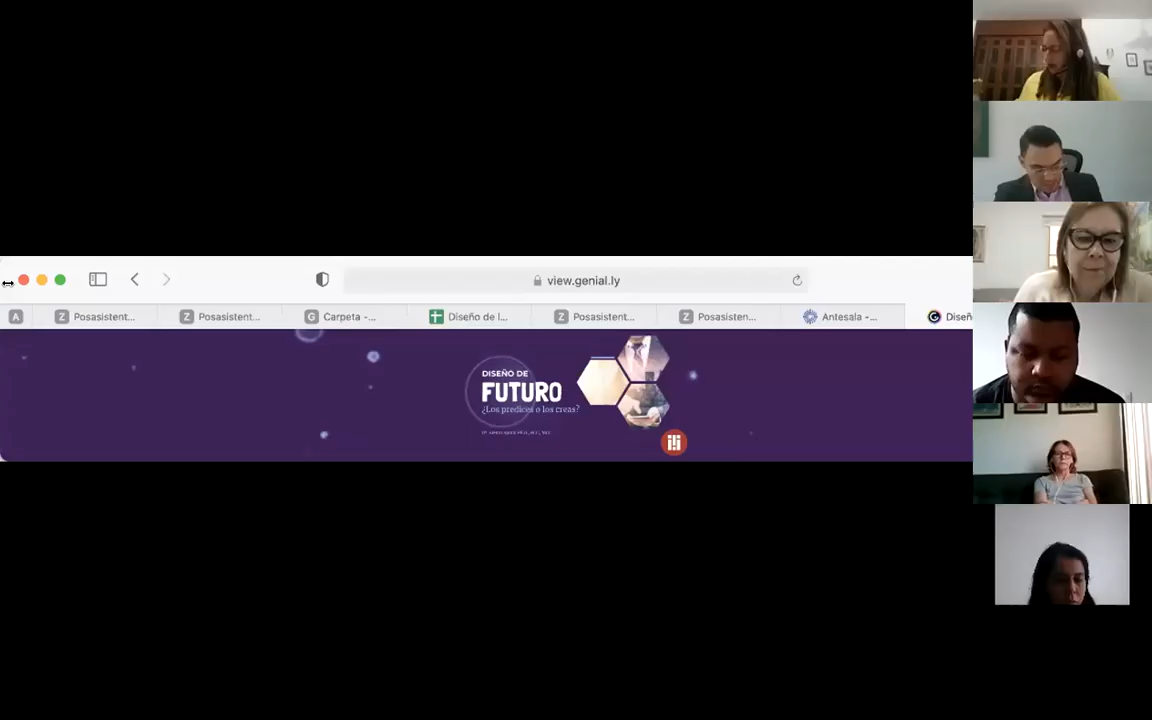 view.genial.ly
A
Posasistent...
Posasistent...
G Carpeta -...
Diseño de l...
Z Posasistent...
Z Posasisten...
Antesala -...
Diseñ
DISEÑO DE
FUTURO
¿Los predices o los creas?